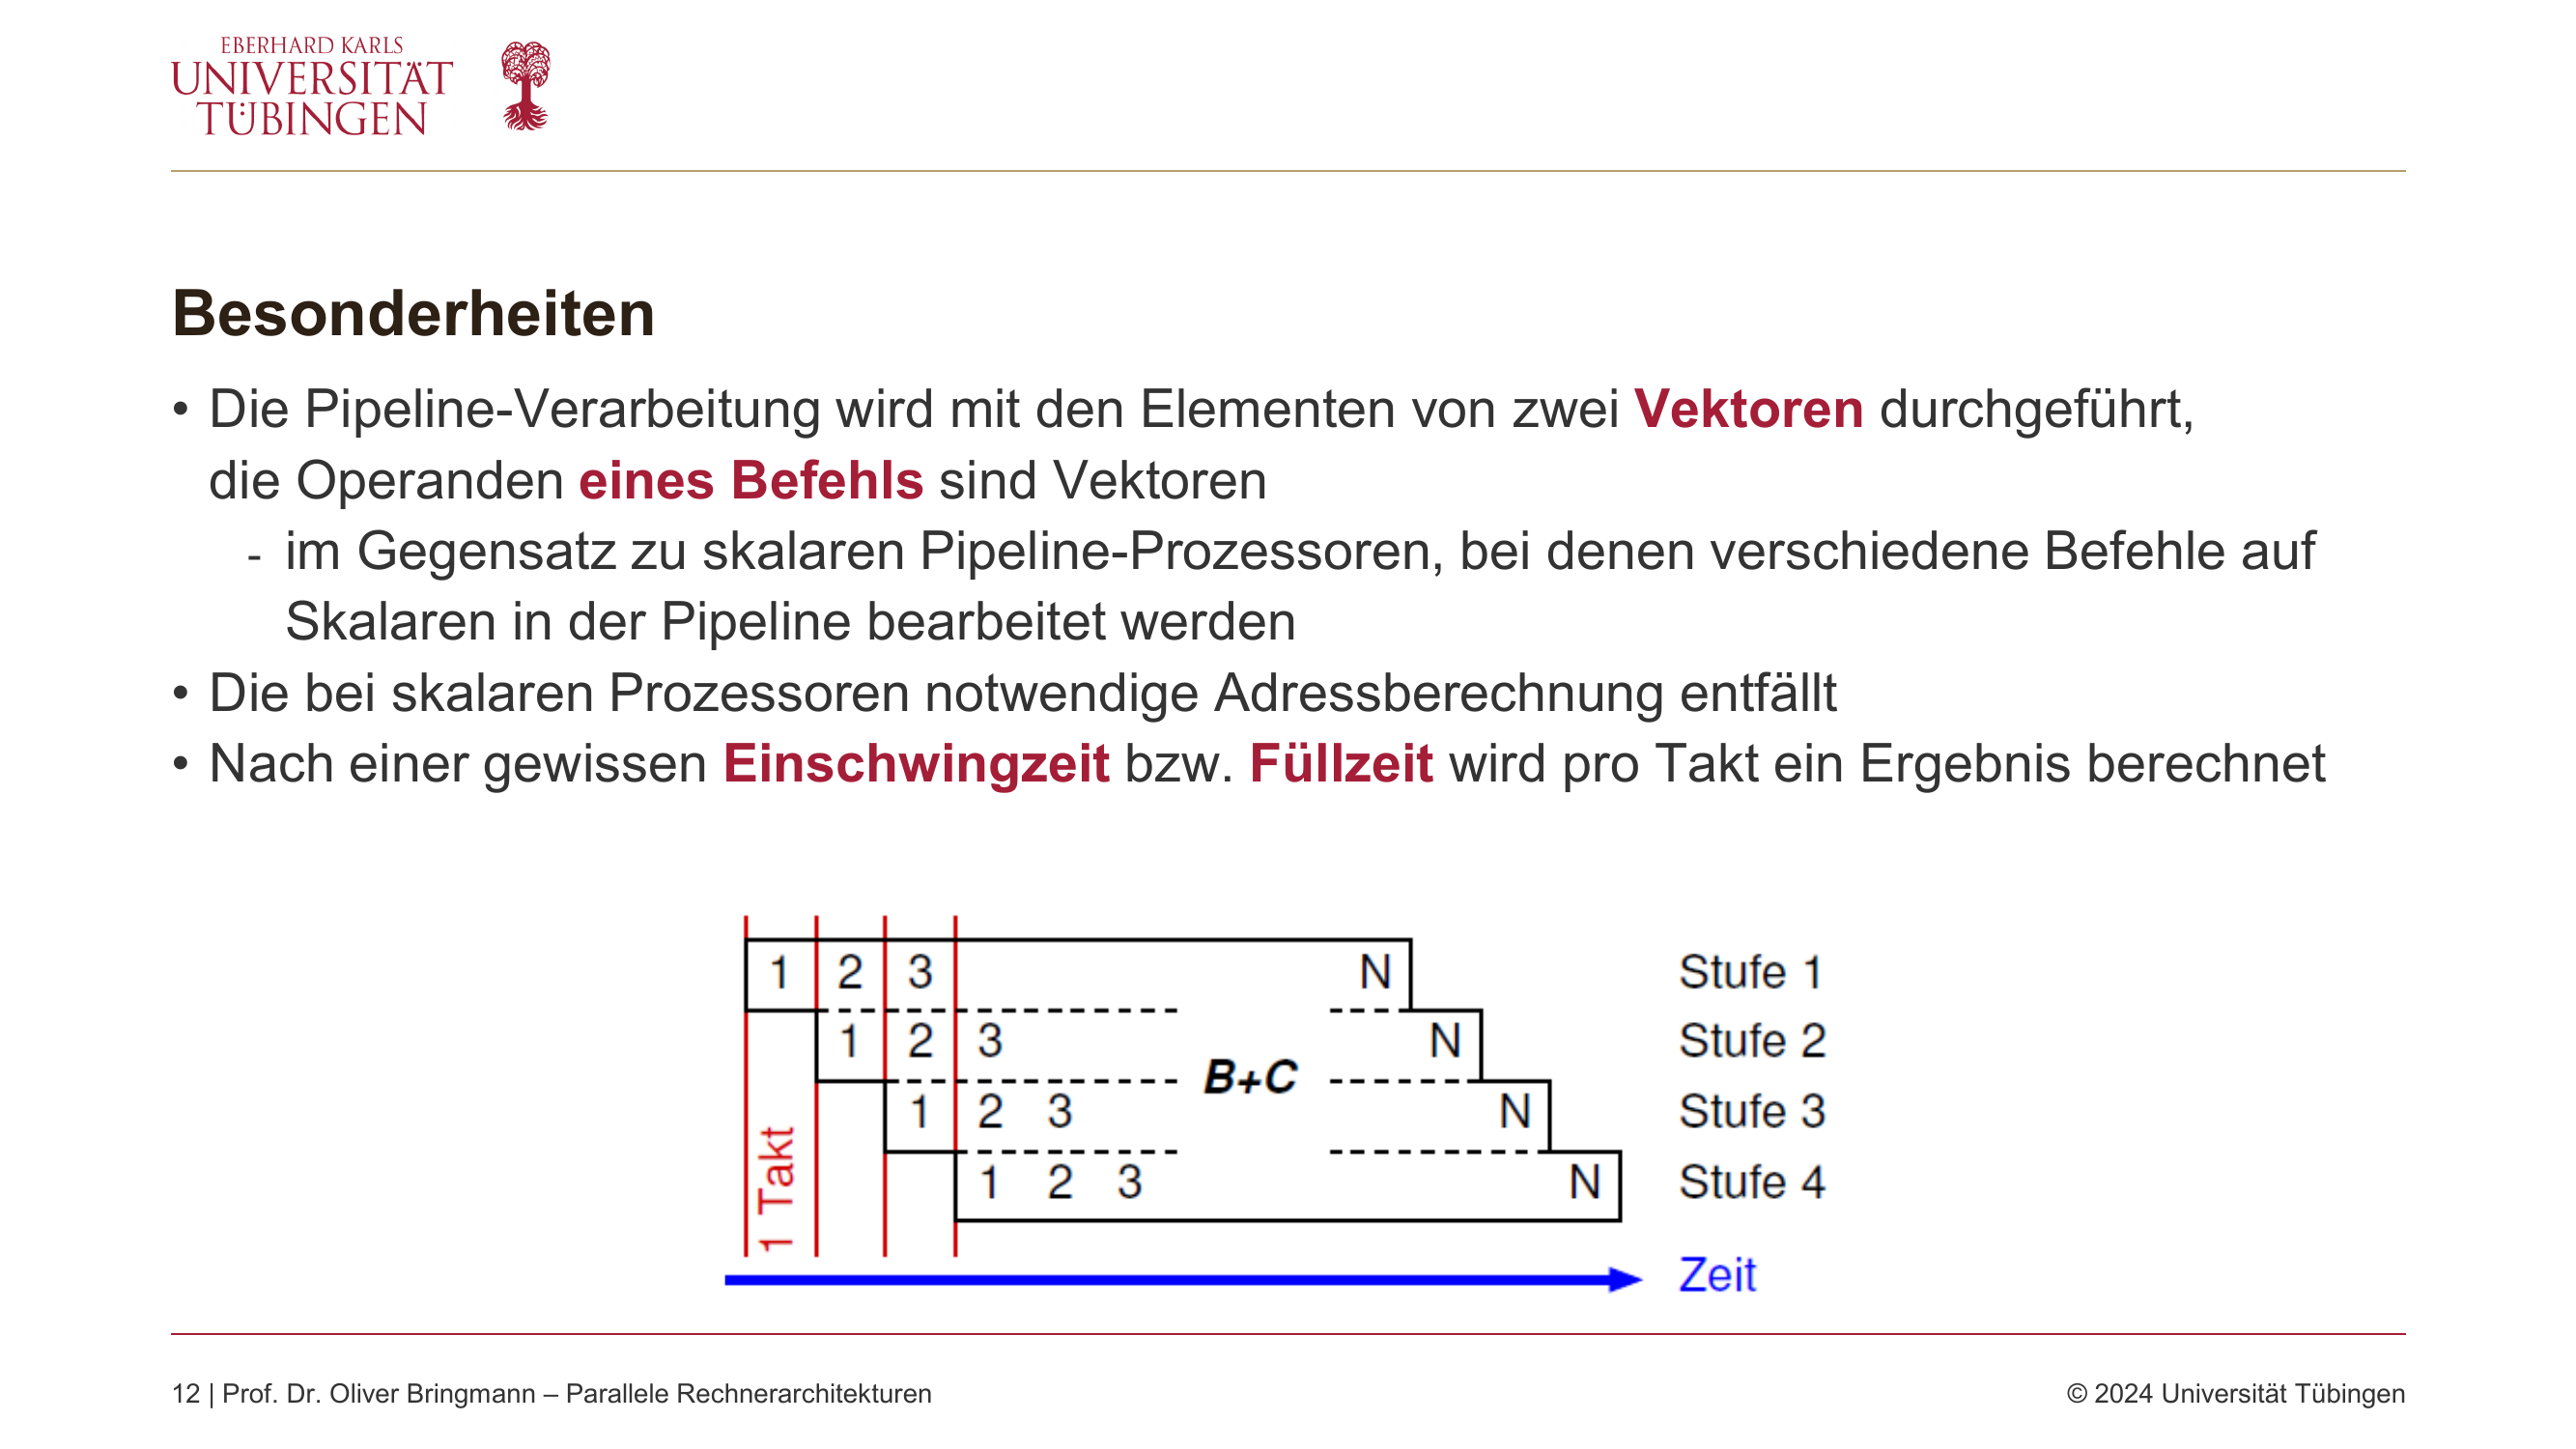 EBERHARD KARLS
UNIVERSITÄT
TÜBINGEN
Besonderheiten
• Die Pipeline-Verarbeitung wird mit den Elementen von zwei Vektoren durchgeführt,
die Operanden eines Befehls sind Vektoren
- im Gegensatz zu skalaren Pipeline-Prozessoren, bei denen verschiedene Befehle auf
Skalaren in der Pipeline bearbeitet werden
• Die bei skalaren Prozessoren notwendige Adressberechnung entfällt
• Nach einer gewissen Einschwingzeit bzw. Füllzeit wird pro Takt ein Ergebnis berechnet
1 2 3 N Stufe 1
1 2 3 N Stufe 2
B+C
1 2 3 N Stufe 3
1 2 3 N Stufe 4
1 Takt
Zeit
12 | Prof. Dr. Oliver Bringmann – Parallele Rechnerarchitekturen
© 2024 Universität Tübingen